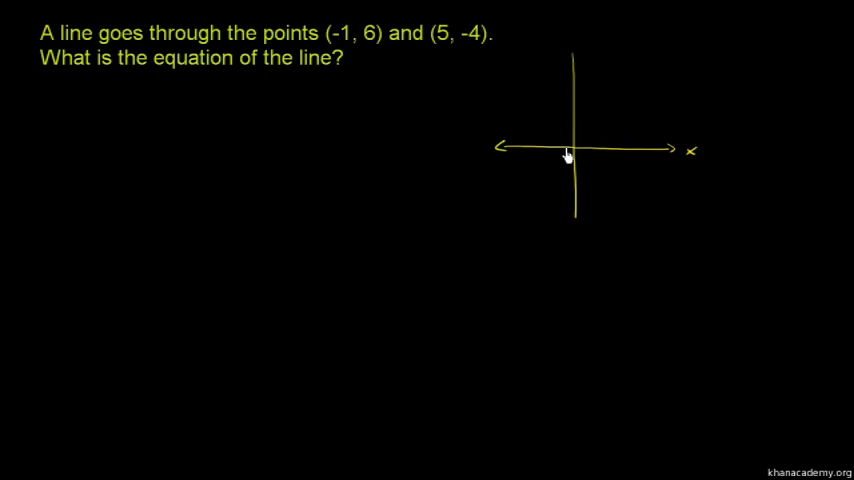 A line goes through the points (-1, 6) and (5, -4).
What is the equation of the line?
x
khanacademy.org